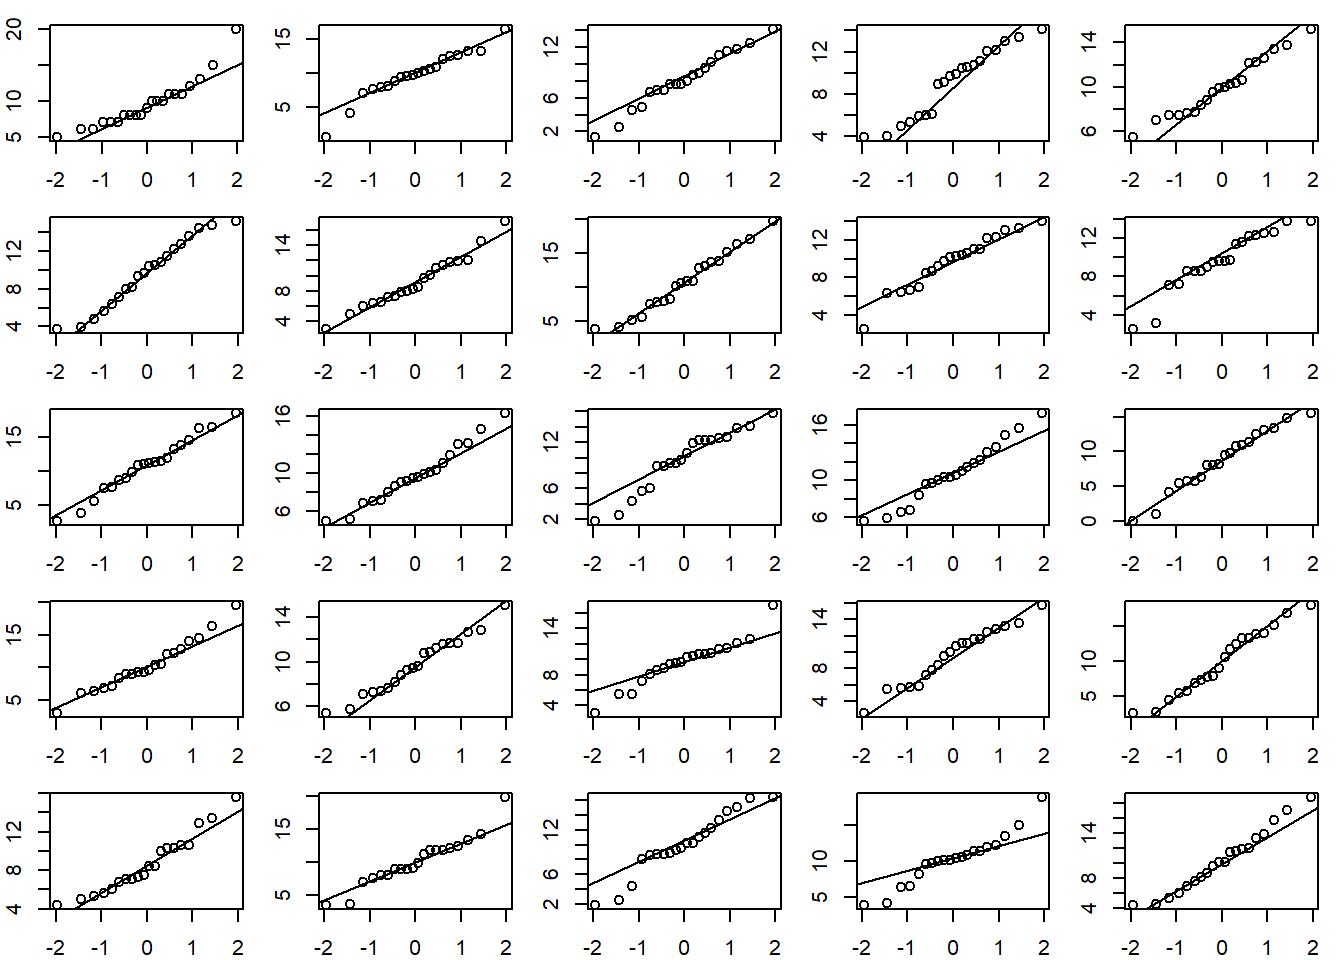 20 15 12 12 14
10 5 6 8 10
5 2 4 6
-2 -1 0 1 2 -2 -1 0 1 2 -2 -1 0 1 2 -2 -1 0 1 2 -2 -1 0 1 2
12 14 15 12 12
8 8 5 8 8
4 4 4 4
-2 -1 0 1 2 -2 -1 0 1 2 -2 -1 0 1 2 -2 -1 0 1 2 -2 -1 0 1 2
15 16 12 16 10
5 10 6 10 5
6 2 6 0
-2 -1 0 1 2 -2 -1 0 1 2 -2 -1 0 1 2 -2 -1 0 1 2 -2 -1 0 1 2
15 14 14 14 10
5 10 8 8 5
6 4 4
-2 -1 0 1 2 -2 -1 0 1 2 -2 -1 0 1 2 -2 -1 0 1 2 -2 -1 0 1 2
12 15 12 10 14
8 5 6 5 8
4 2 4
-2 -1 0 1 2 -2 -1 0 1 2 -2 -1 0 1 2 -2 -1 0 1 2 -2 -1 0 1 2